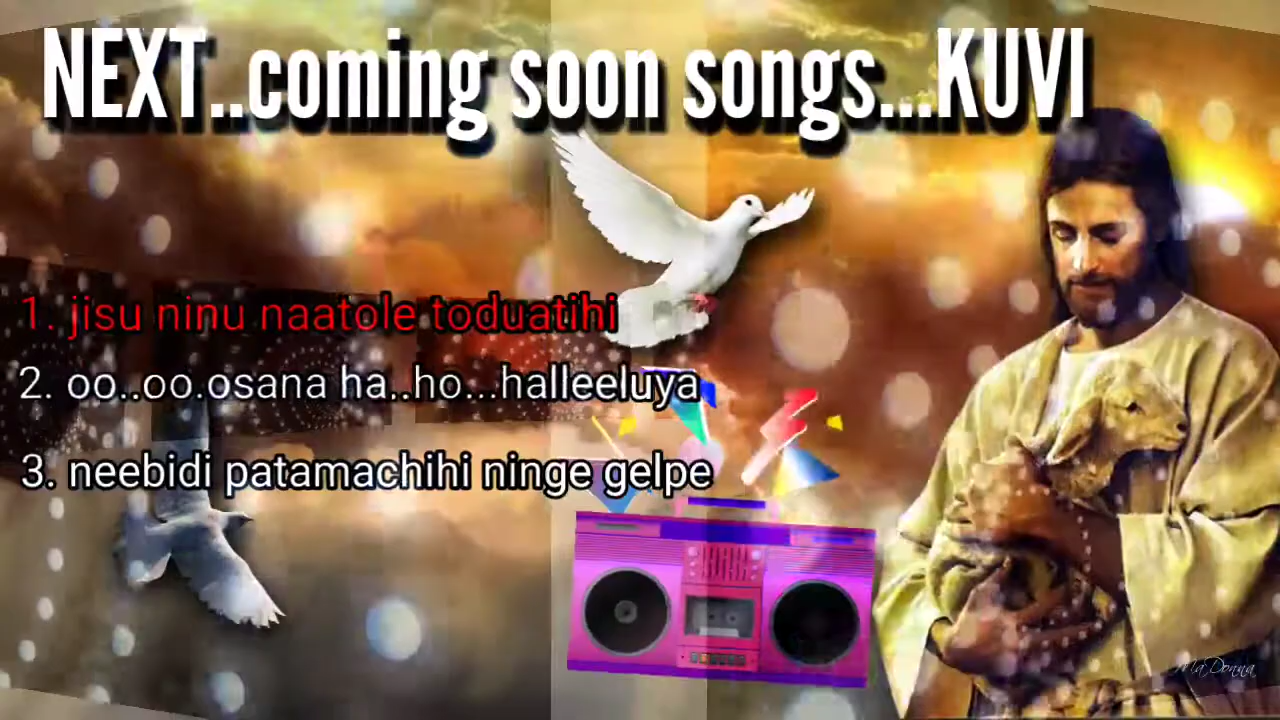 NEXT..coming soon songs...KUVI
1. jisu ninu naatole toduatihi
2. oo..oo.osana ha..ho...halleeluya
3. neebidi patamachihi ninge gelpe
MaDonna